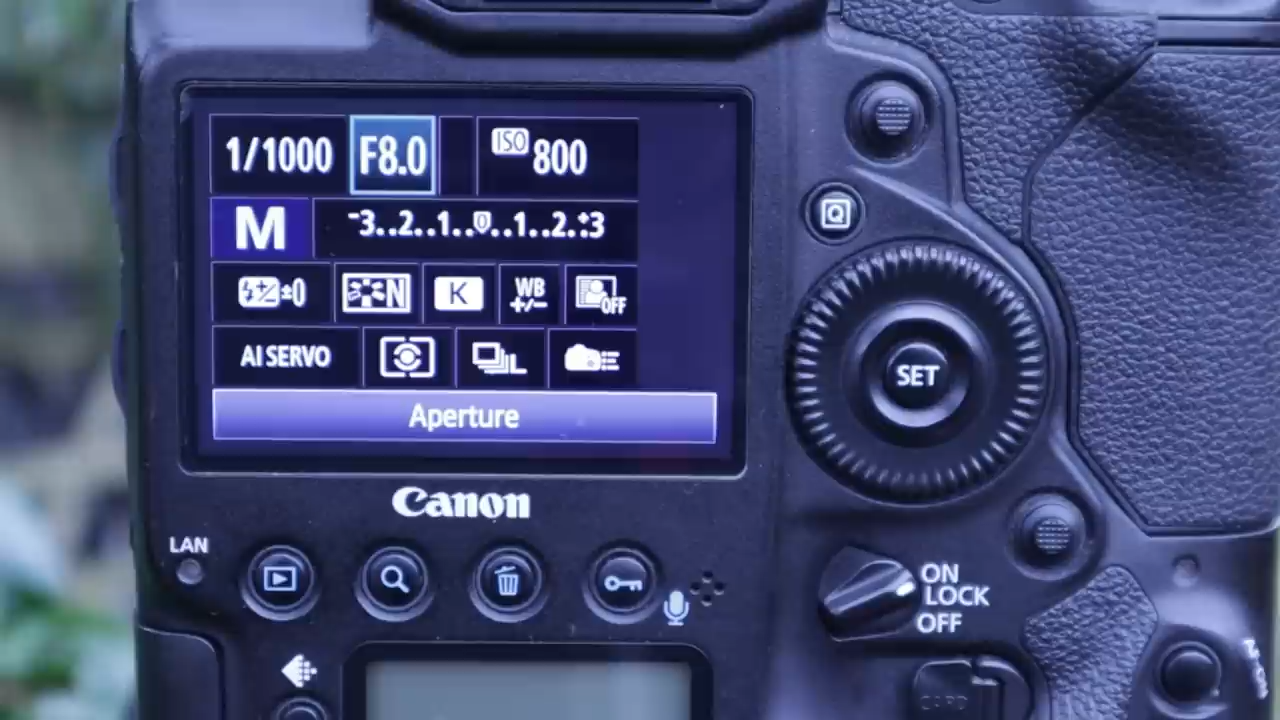 1/1000 F8.0 ISO 800
M -3..2..1..0..1..2.:+3
±0 N K WB +/- OFF
AI SERVO L
Aperture
Canon
LAN
Q
SET
ON
LOCK
OFF
CARD